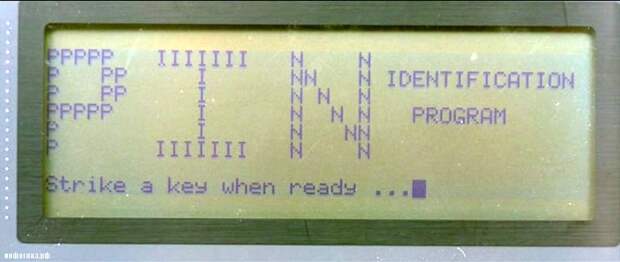 PPPPP IIIIIII N N
P PP I NN N IDENTIFICATION
P PP I N N N
PPPPP I N N N PROGRAM
P I N NN
P IIIIIII N N
Strike a key when ready ...